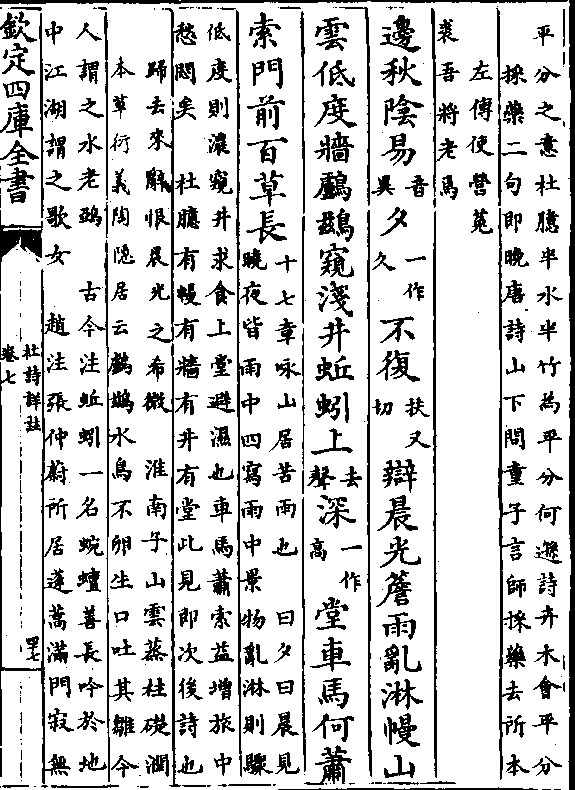 平分之意杜臆半水半竹為平分何遜詩卉木會平分
採藥二句即晚唐詩山下問童子言師採藥去所本
左傳使營菟
裘吾將老焉
邊秋陰易音異夕一作久不復扶又切辯晨光簷雨亂淋幔山
雲低度牆鸕鶿窺淺井蚯蚓上去聲深一作高堂車馬何蕭
索門前百草長十七章咏山居苦雨也 曰夕曰晨見
曉夜皆雨中四寫雨中景物亂淋則驟
低度則濃窺井求食上堂避濕也車馬蕭索益增旅中
愁悶矣 杜臆有幔有牆有井有堂此見即次後詩也
歸去來辭恨晨光之希微 淮南子山雲蒸柱礎潤
本草衍義陶隱居云鸕鶿水鳥不卵生口吐其雛今
人謂之水老鴉 古今注蚯蚓一名蜿蟺善長吟於地
中江湖謂之歌女 趙注張仲蔚所居蓬蒿滿門寂無
欽定四庫全書
杜詩詳註
卷七
四七